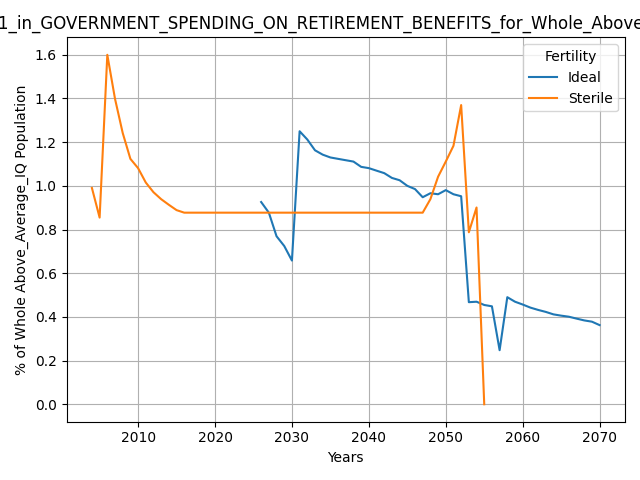 1_in_GOVERNMENT_SPENDING_ON_RETIREMENT_BENEFITS_for_Whole_Above
Fertility
Ideal
Sterile
% of Whole Above_Average_IQ Population
1.6
1.4
1.2
1.0
0.8
0.6
0.4
0.2
0.0
2010 2020 2030 2040 2050 2060 2070
Years